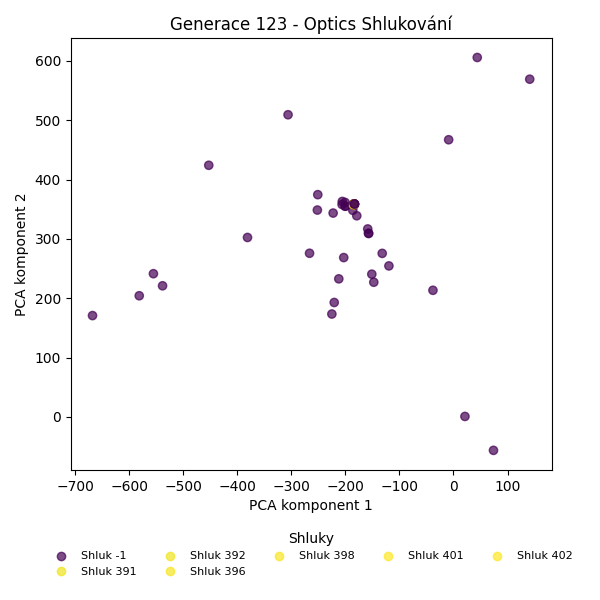 Generace 123 - Optics Shlukování
PCA komponent 2
600
500
400
300
200
100
0
−700 −600 −500 −400 −300 −200 −100 0 100
PCA komponent 1
Shluky
Shluk -1 Shluk 392 Shluk 398 Shluk 401 Shluk 402
Shluk 391 Shluk 396